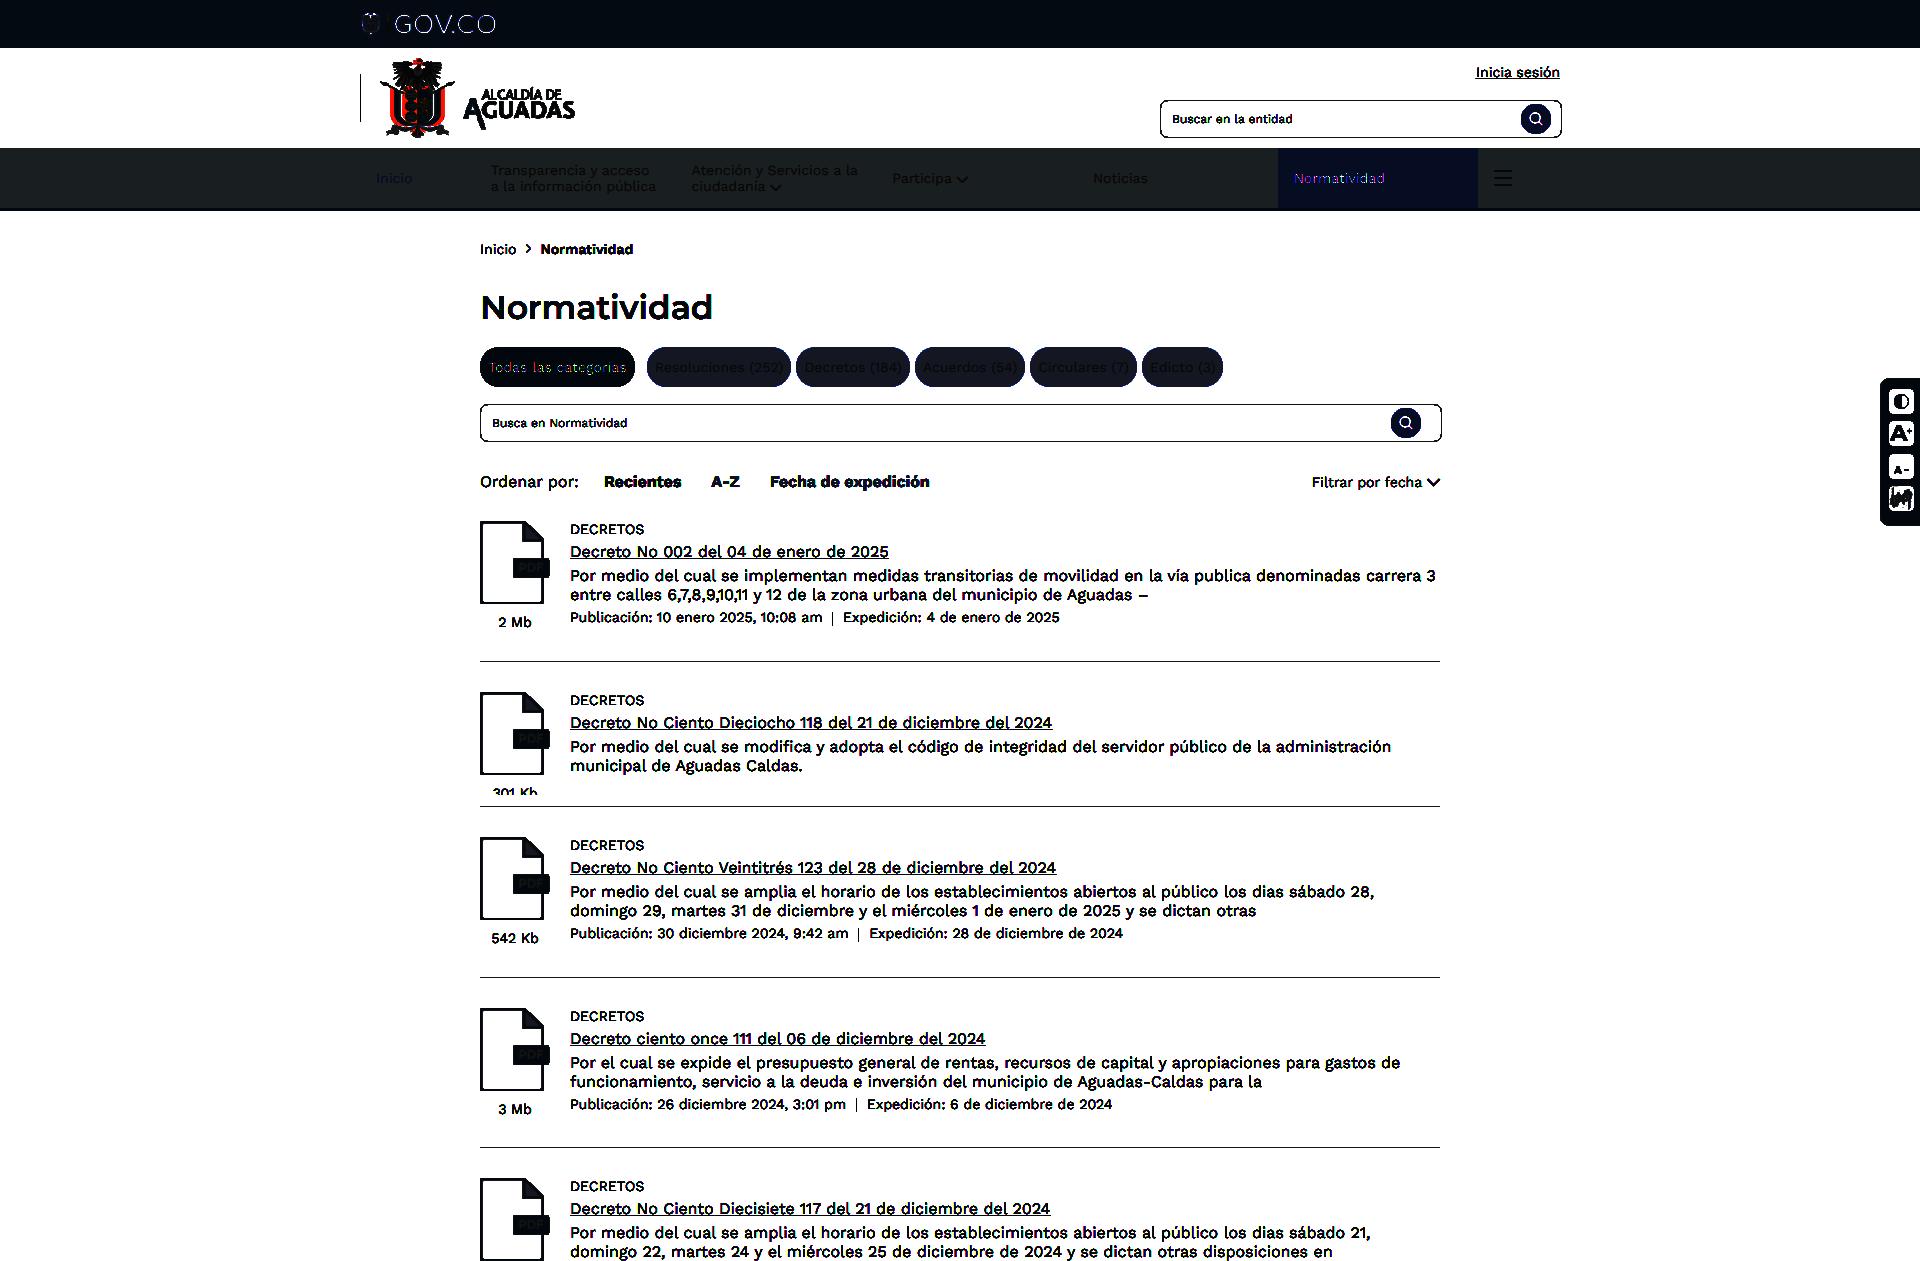 GOV.CO
ALCALDÍA DE
AGUADAS
Inicia sesión
Buscar en la entidad
Inicio
Transparencia y acceso
a la información pública
Atención y Servicios a la
ciudadanía
Participa
Noticias
Normatividad
Inicio > Normatividad
Normatividad
Todas las categorías
Resoluciones (252)
Decretos (184)
Acuerdos (54)
Circulares (7)
Edicto (3)
Busca en Normatividad
Ordenar por: Recientes A-Z Fecha de expedición
Filtrar por fecha
A+
A-
DECRETOS
Decreto No 002 del 04 de enero de 2025
Por medio del cual se implementan medidas transitorias de movilidad en la vía publica denominadas carrera 3
entre calles 6,7,8,9,10,11 y 12 de la zona urbana del municipio de Aguadas –
Publicación: 10 enero 2025, 10:08 am | Expedición: 4 de enero de 2025
PDF
2 Mb
DECRETOS
Decreto No Ciento Dieciocho 118 del 21 de diciembre del 2024
Por medio del cual se modifica y adopta el código de integridad del servidor público de la administración
municipal de Aguadas Caldas.
PDF
301 Kb
DECRETOS
Decreto No Ciento Veintitrés 123 del 28 de diciembre del 2024
Por medio del cual se amplia el horario de los establecimientos abiertos al público los dias sábado 28,
domingo 29, martes 31 de diciembre y el miércoles 1 de enero de 2025 y se dictan otras
Publicación: 30 diciembre 2024, 9:42 am | Expedición: 28 de diciembre de 2024
PDF
542 Kb
DECRETOS
Decreto ciento once 111 del 06 de diciembre del 2024
Por el cual se expide el presupuesto general de rentas, recursos de capital y apropiaciones para gastos de
funcionamiento, servicio a la deuda e inversión del municipio de Aguadas-Caldas para la
Publicación: 26 diciembre 2024, 3:01 pm | Expedición: 6 de diciembre de 2024
PDF
3 Mb
DECRETOS
Decreto No Ciento Diecisiete 117 del 21 de diciembre del 2024
Por medio del cual se amplia el horario de los establecimientos abiertos al público los dias sábado 21,
domingo 22, martes 24 y el miércoles 25 de diciembre de 2024 y se dictan otras disposiciones en
PDF